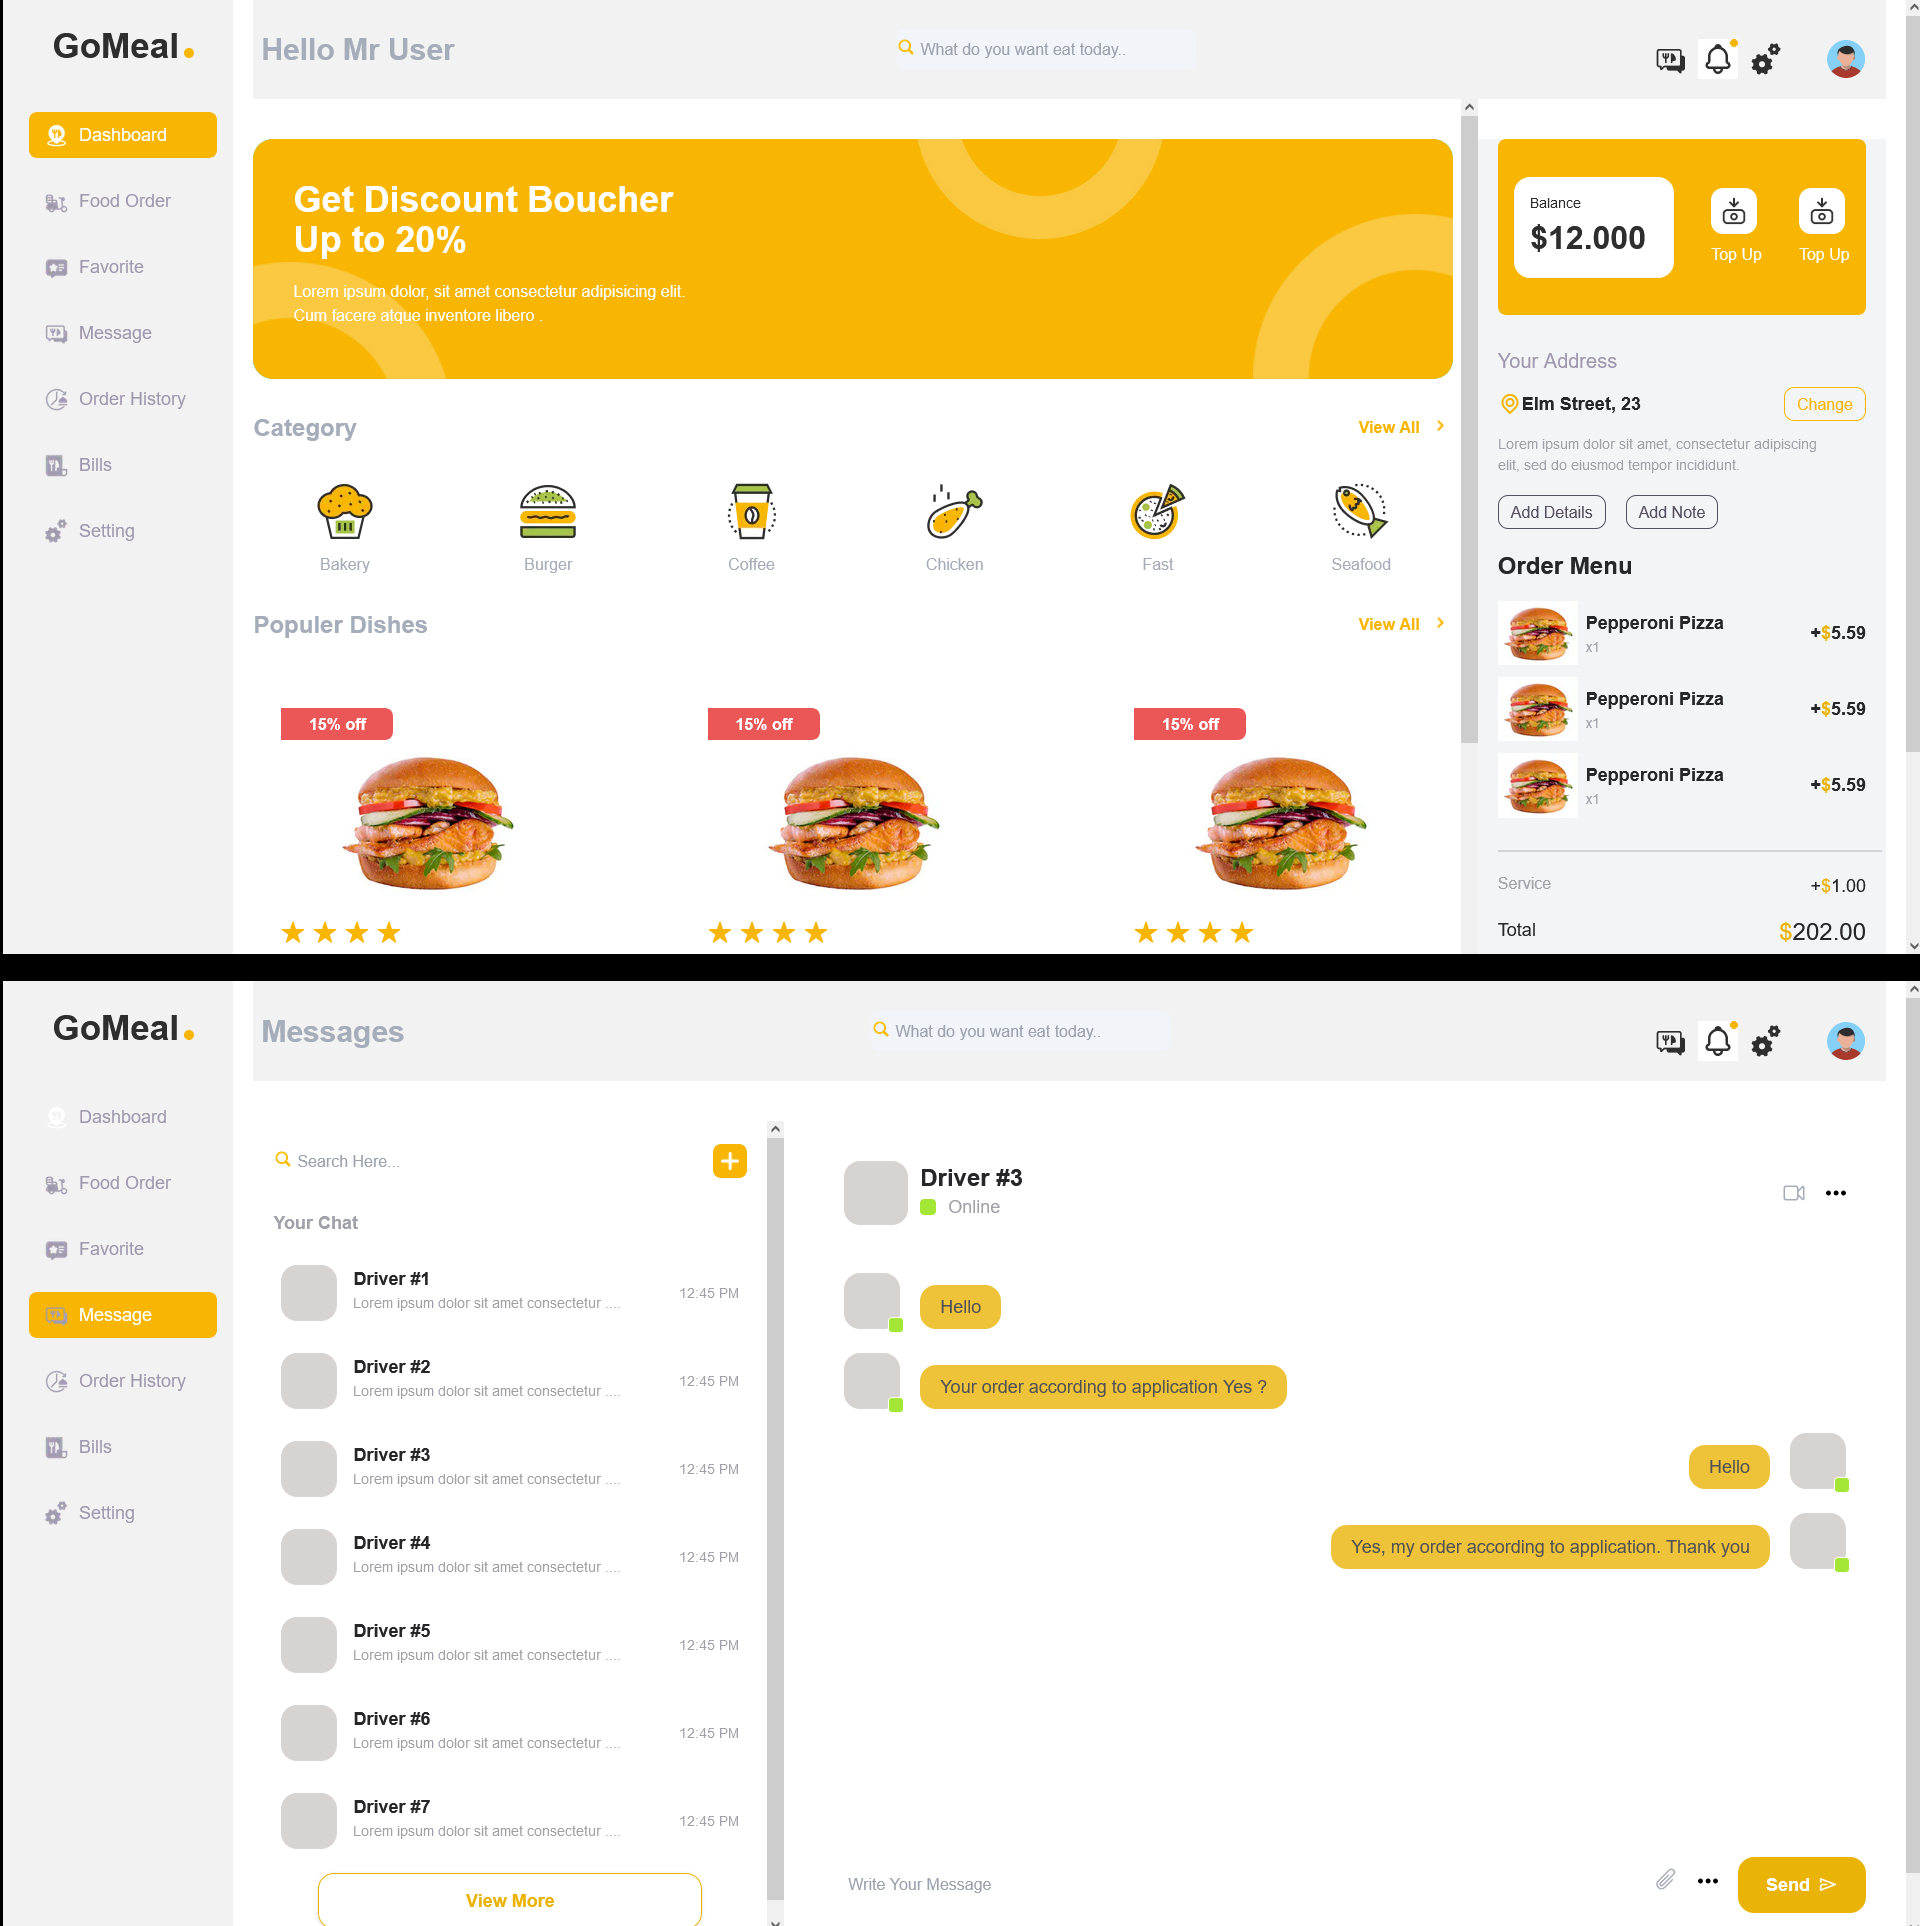 GoMeal.
Hello Mr User
What do you want eat today..
Dashboard
Food Order
Favorite
Message
Order History
Bills
Setting
Get Discount Boucher
Up to 20%
Lorem ipsum dolor, sit amet consectetur adipisicing elit.
Cum facere atque inventore libero .
Category
View All
Bakery
Burger
Coffee
Chicken
Fast
Seafood
Populer Dishes
View All
15% off
15% off
15% off
Balance
$12.000
Top Up
Top Up
Your Address
Elm Street, 23
Change
Lorem ipsum dolor sit amet, consectetur adipiscing
elit, sed do eiusmod tempor incididunt.
Add Details
Add Note
Order Menu
Pepperoni Pizza
x1
+$5.59
Pepperoni Pizza
x1
+$5.59
Pepperoni Pizza
x1
+$5.59
Service
+$1.00
Total
$202.00
GoMeal.
Messages
What do you want eat today..
Dashboard
Food Order
Favorite
Message
Order History
Bills
Setting
Search Here...
Your Chat
Driver #1
Lorem ipsum dolor sit amet consectetur ....
12:45 PM
Driver #2
Lorem ipsum dolor sit amet consectetur ....
12:45 PM
Driver #3
Lorem ipsum dolor sit amet consectetur ....
12:45 PM
Driver #4
Lorem ipsum dolor sit amet consectetur ....
12:45 PM
Driver #5
Lorem ipsum dolor sit amet consectetur ....
12:45 PM
Driver #6
Lorem ipsum dolor sit amet consectetur ....
12:45 PM
Driver #7
Lorem ipsum dolor sit amet consectetur ....
12:45 PM
View More
Driver #3
Online
Hello
Your order according to application Yes ?
Hello
Yes, my order according to application. Thank you
Write Your Message
Send